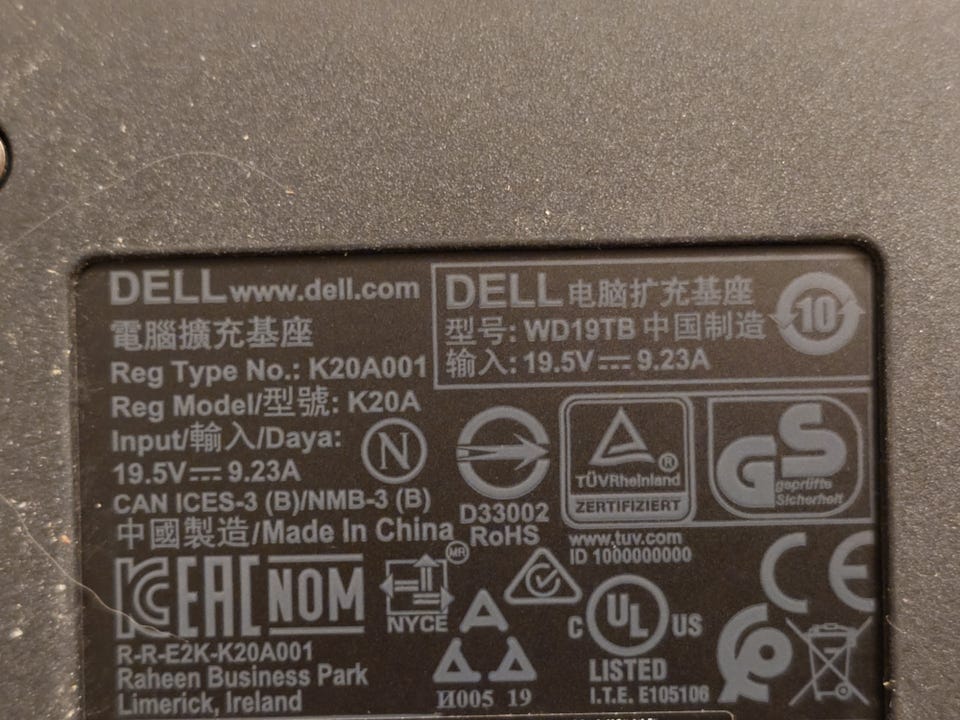 DELL www.dell.com
電腦擴充基座
Reg Type No.: K20A001
Reg Model/型號: K20A
Input/輸入/Daya:
19.5V⎓9.23A
CAN ICES-3 (B)/NMB-3 (B)
中國製造/Made In China
DELL 电脑扩充基座
型号: WD19TB 中国制造
输入: 19.5V⎓9.23A
10
N
D33002
RoHS
TÜVRheinland®
ZERTIFIZIERT
GS
geprüfte
Sicherheit
www.tuv.com
ID 1000000000
EAC
NOM
MR
NYCE
CE
R-R-E2K-K20A001
Raheen Business Park
Limerick, Ireland
И005 19
C UL US
LISTED
I.T.E. E105106